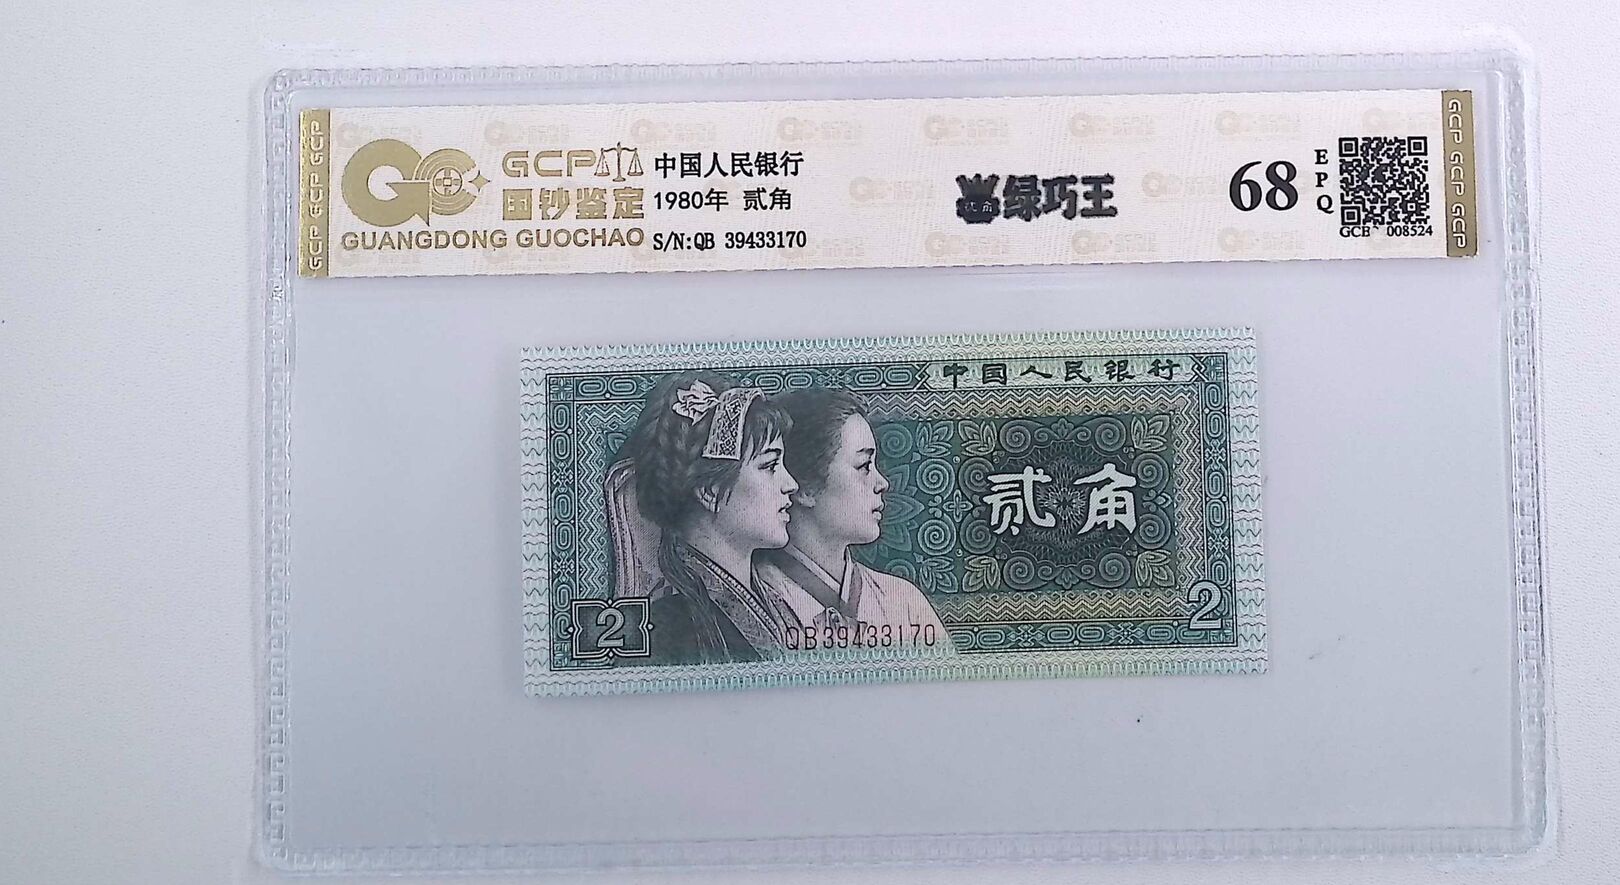 GCP GCP GCP
GCP
国钞鉴定
GUANGDONG GUOCHAO
中国人民银行
1980年 贰角
S/N:QB 39433170
贰角
绿巧王
68
EPQ
GCB 008524
GCP GCP GCP
中国人民银行
贰角
2
2
QB39433170